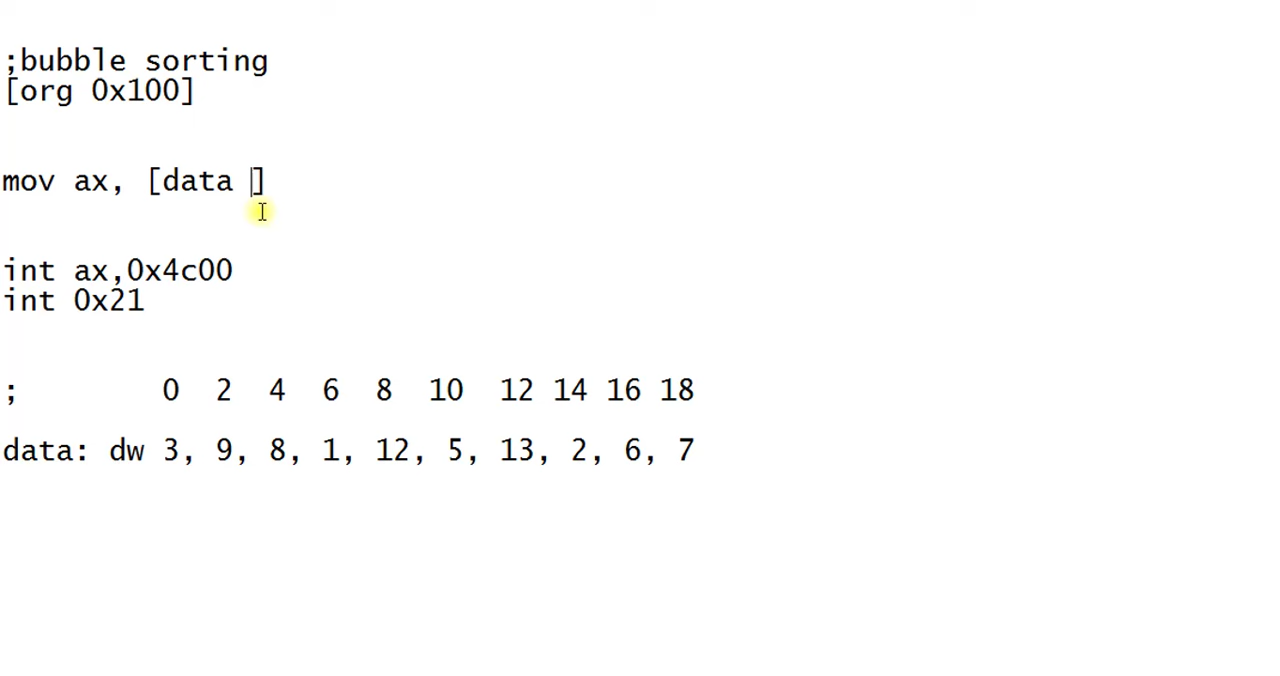 ;bubble sorting
[org 0x100]
mov ax, [data ]
int ax,0x4c00
int 0x21
; 0 2 4 6 8 10 12 14 16 18
data: dw 3, 9, 8, 1, 12, 5, 13, 2, 6, 7